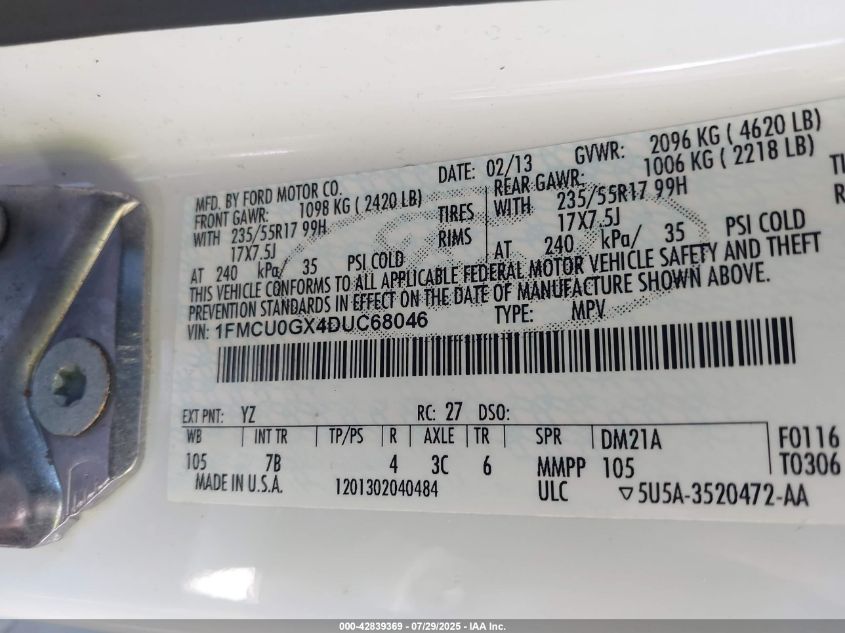 MFD. BY FORD MOTOR CO.
DATE: 02/13
GVWR: 2096 KG ( 4620 LB)
FRONT GAWR: 1098 KG ( 2420 LB)
REAR GAWR: 1006 KG ( 2218 LB)
WITH 235/55R17 99H TIRES WITH 235/55R17 99H
17X7.5J RIMS 17X7.5J
AT 240 kPa/ 35 PSI COLD AT 240 kPa/ 35 PSI COLD
THIS VEHICLE CONFORMS TO ALL APPLICABLE FEDERAL MOTOR VEHICLE SAFETY AND THEFT
PREVENTION STANDARDS IN EFFECT ON THE DATE OF MANUFACTURE SHOWN ABOVE.
VIN: 1FMCU0GX4DUC68046 TYPE: MPV
EXT PNT: YZ RC: 27 DSO:
WB INT TR TP/PS R AXLE TR SPR DM21A F0116
105 7B 4 3C 6 MMPP 105 T0306
MADE IN U.S.A. 1201302040484 ULC ▽5U5A-3520472-AA
000-42839369 | 07/29/2025 - IAA Inc.